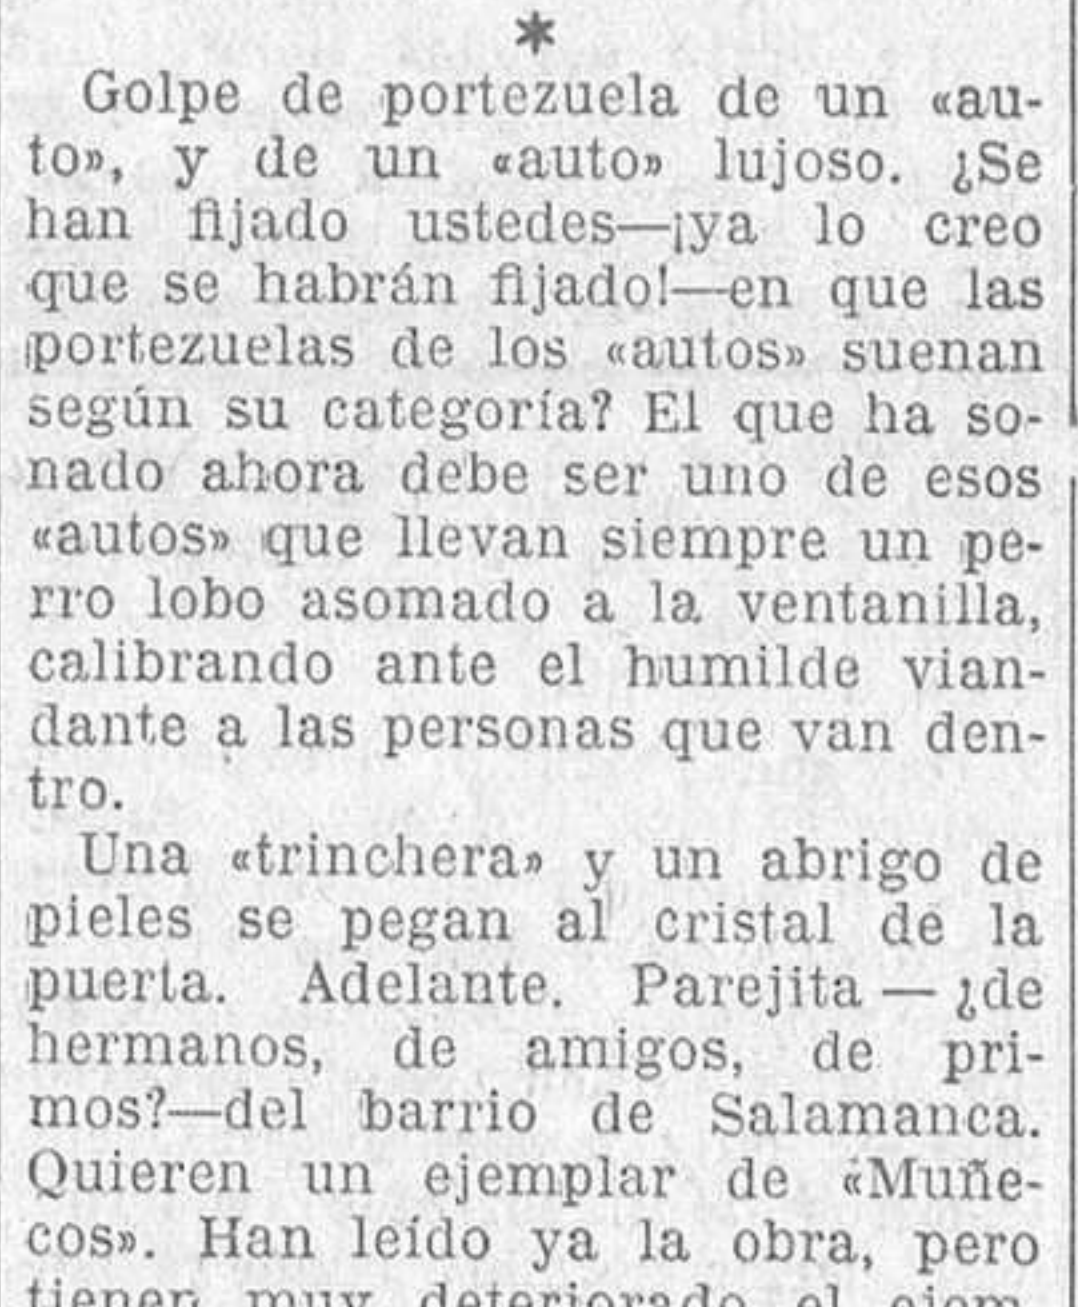 *
Golpe de portezuela de un «au-
to», y de un «auto» lujoso. ¿Se
han fijado ustedes—¡ya lo creo
que se habrán fijado!—en que las
portezuelas de los «autos» suenan
según su categoría? El que ha so-
nado ahora debe ser uno de esos
«autos» que llevan siempre un pe-
rro lobo asomado a la ventanilla,
calibrando ante el humilde vian-
dante a las personas que van den-
tro.
Una «trinchera» y un abrigo de
pieles se pegan al cristal de la
puerta. Adelante. Parejita — ¿de
hermanos, de amigos, de pri-
mos?—del barrio de Salamanca.
Quieren un ejemplar de «Muñe-
cos». Han leído ya la obra, pero
tienen muy deteriorado el ejem-